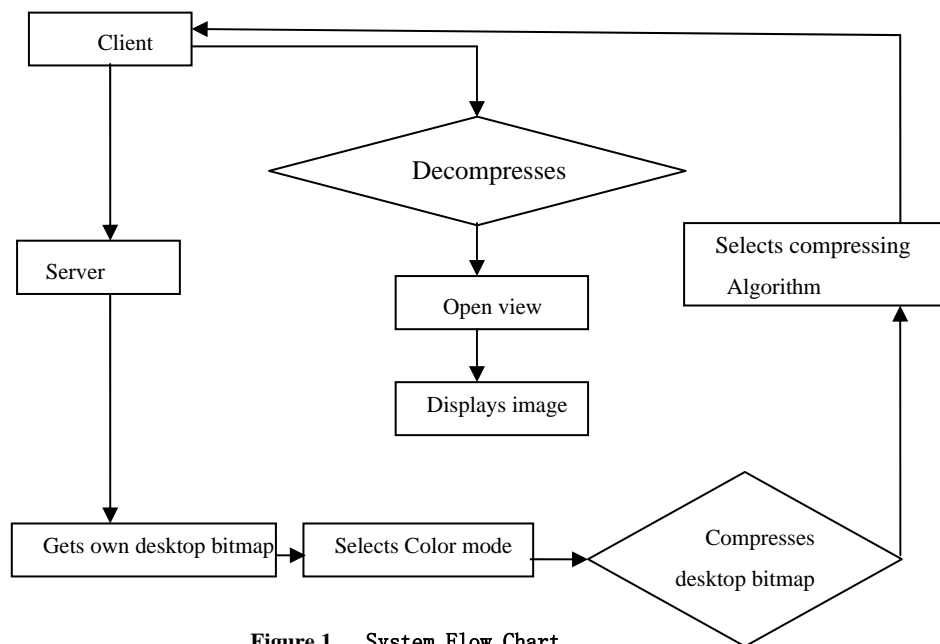 Client
Decompresses
Selects compressing
Algorithm
Server
Open view
Displays image
Gets own desktop bitmap
Selects Color mode
Compresses
desktop bitmap
Figure 1 System Flow Chart